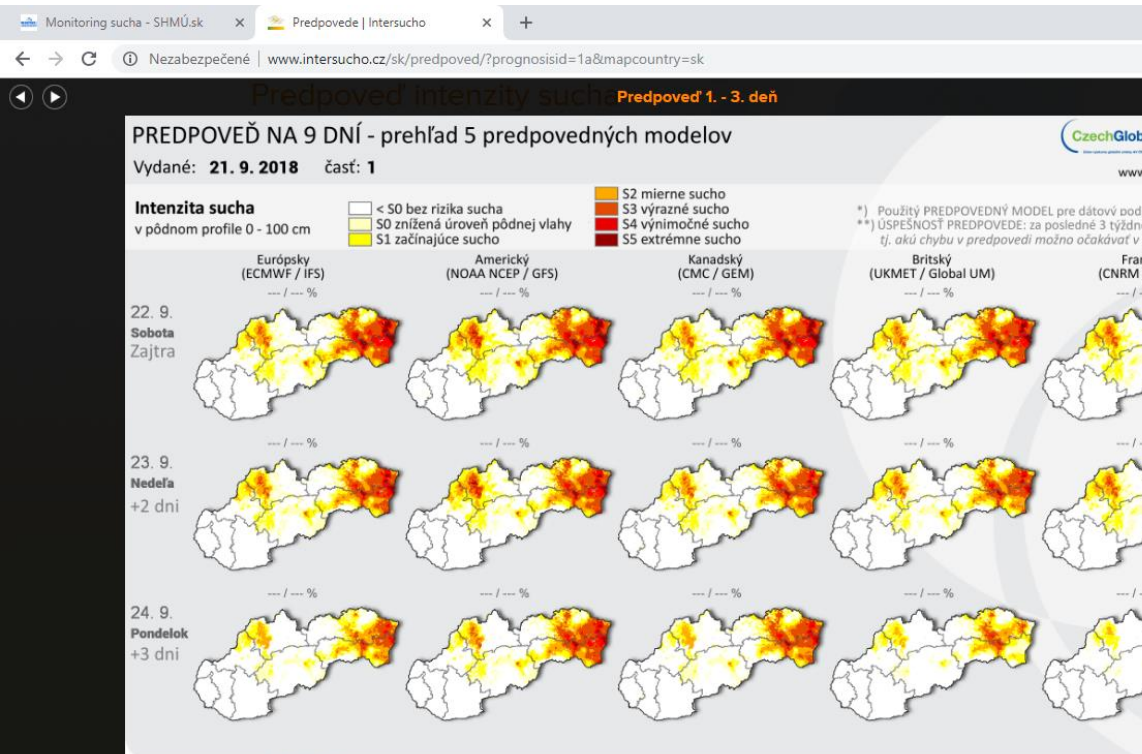 Monitoring sucha - SHMÚ.sk
Predpovede | Intersucho
Nezabezpečené www.intersucho.cz/sk/predpoved/?prognosisid=1a&mapcountry=sk
Predpoveď intenzity sucha
Predpoveď 1. - 3. deň
PREDPOVEĎ NA 9 DNÍ - prehľad 5 predpovedných modelov
CzechGlob
Vydané: 21. 9. 2018 časť: 1
www
Intenzita sucha
v pôdnom profile 0 - 100 cm
< S0 bez rizika sucha
S0 znížená úroveň pôdnej vlahy
S1 začínajúce sucho
S2 mierne sucho
S3 výrazné sucho
S4 výnimočné sucho
S5 extrémne sucho
*) Použitý PREDPOVEDNÝ MODEL pre dátový pod
**) ÚSPEŠNOSŤ PREDPOVEDE: za posledné 3 týždn
tj. akú chybu v predpovedi možno očakávať v
Európsky Americký Kanadský Britský Fran
(ECMWF / IFS) (NOAA NCEP / GFS) (CMC / GEM) (UKMET / Global UM) (CNRM
--- / --- % --- / --- % --- / --- % --- / --- % --- / -
22. 9.
Sobota
Zajtra
--- / --- % --- / --- % --- / --- % --- / --- % --- / -
23. 9.
Nedeľa
+2 dni
--- / --- % --- / --- % --- / --- % --- / --- % --- / -
24. 9.
Pondelok
+3 dni